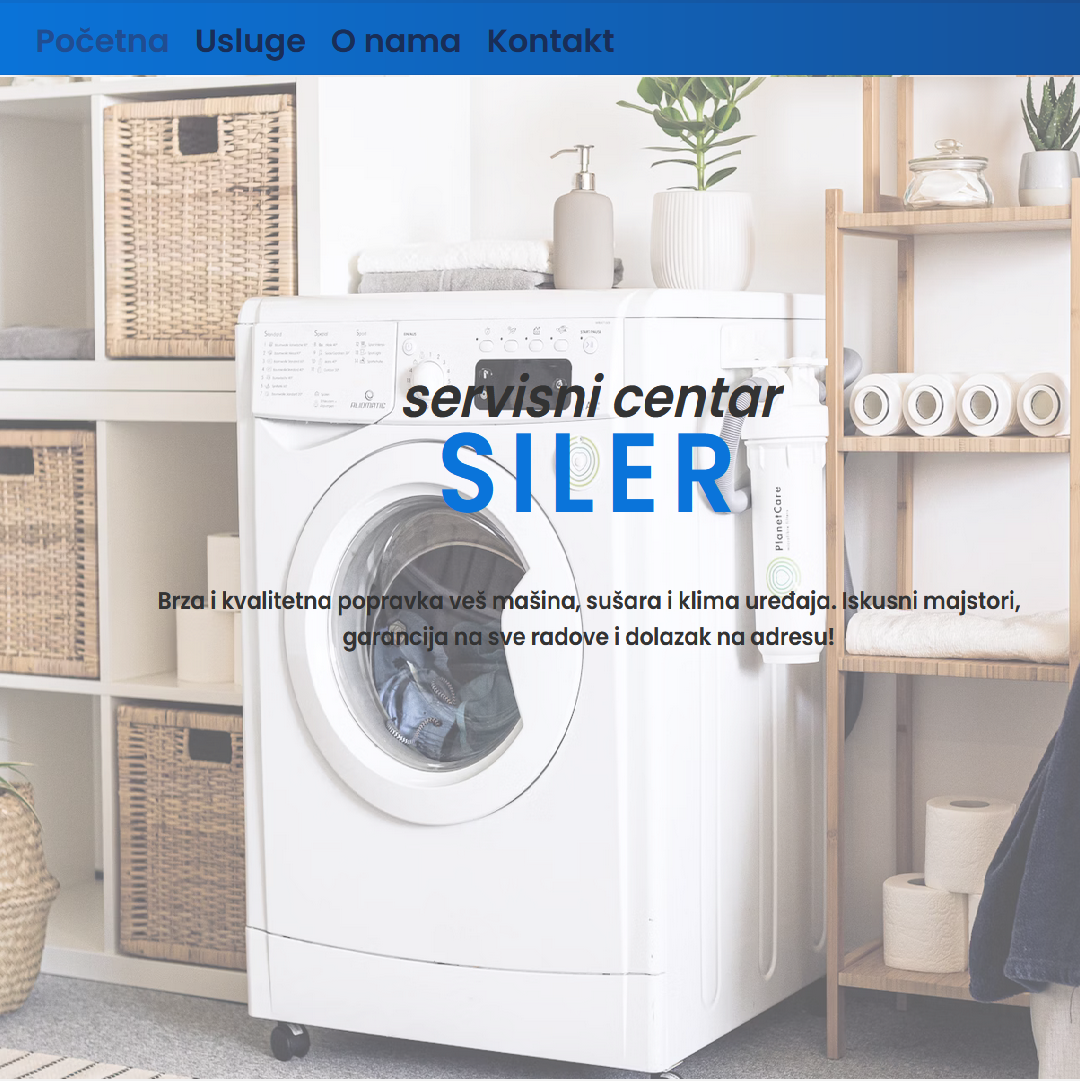 Početna Usluge O nama Kontakt
servisni centar
SILER
PlanetCare
Brza i kvalitetna popravka veš mašina, sušara i klima uređaja. Iskusni majstori,
garancija na sve radove i dolazak na adresu!